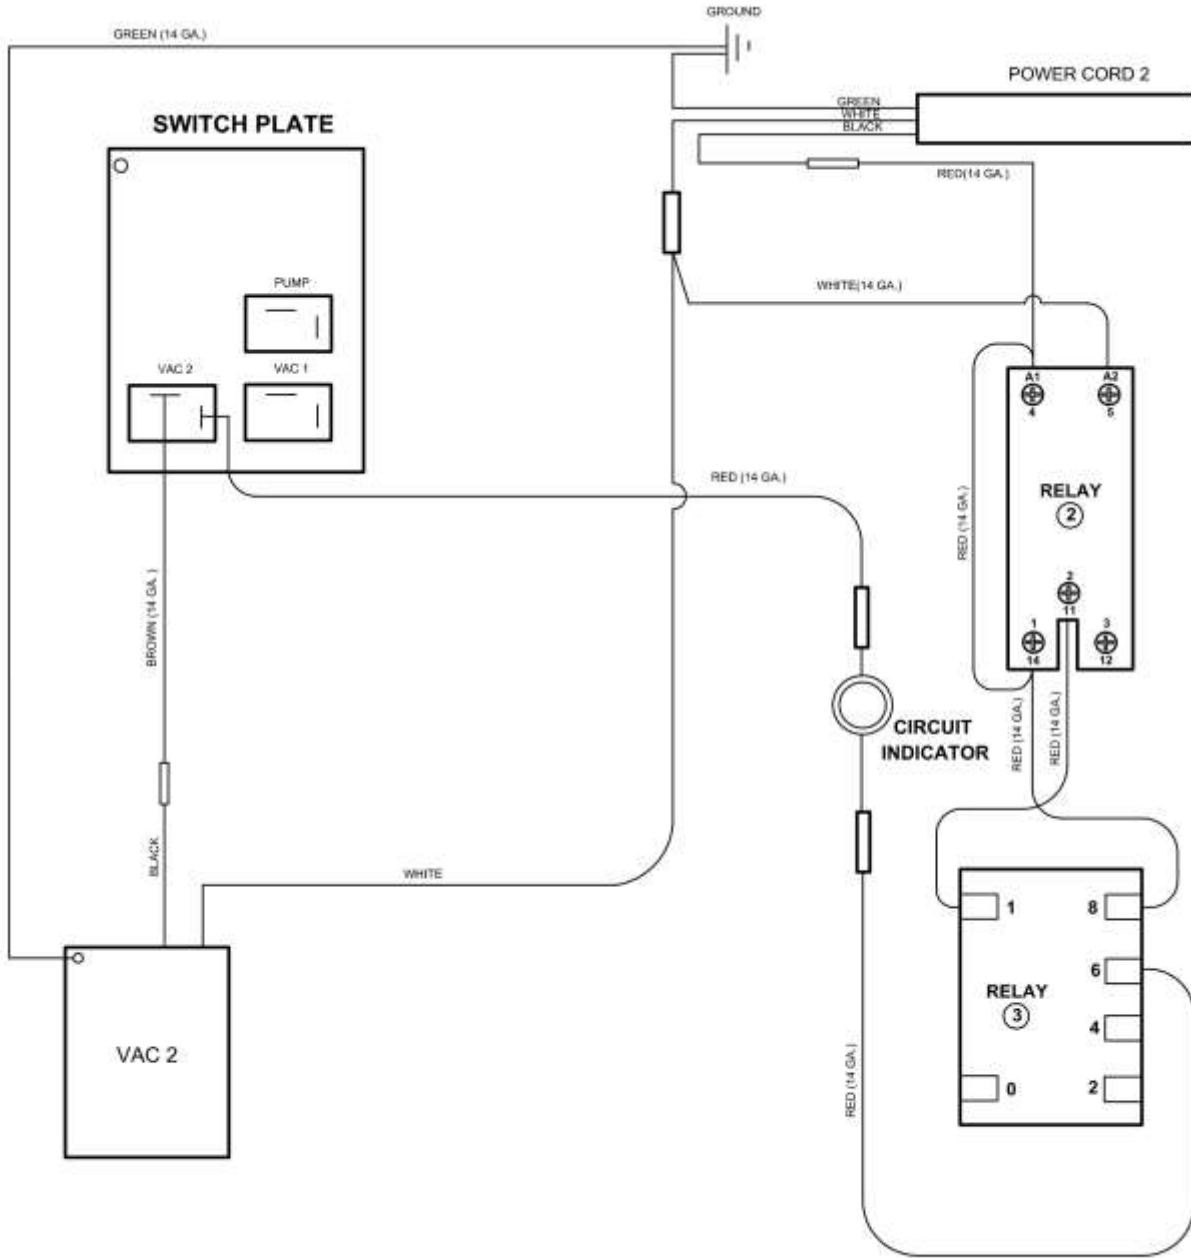 GROUND
GREEN (14 GA.)
POWER CORD 2
GREEN
WHITE
BLACK
SWITCH PLATE
RED(14 GA.)
PUMP
WHITE(14 GA.)
VAC 2
VAC 1
A1
A2
4
5
RED (14 GA.)
RELAY
2
RED (14 GA.)
BROWN (14 GA. )
2
11
1
3
14
12
CIRCUIT
INDICATOR
RED (14 GA.)
RED (14 GA.)
BLACK
WHITE
1
8
6
RELAY
3
4
VAC 2
0
2
RED (14 GA.)